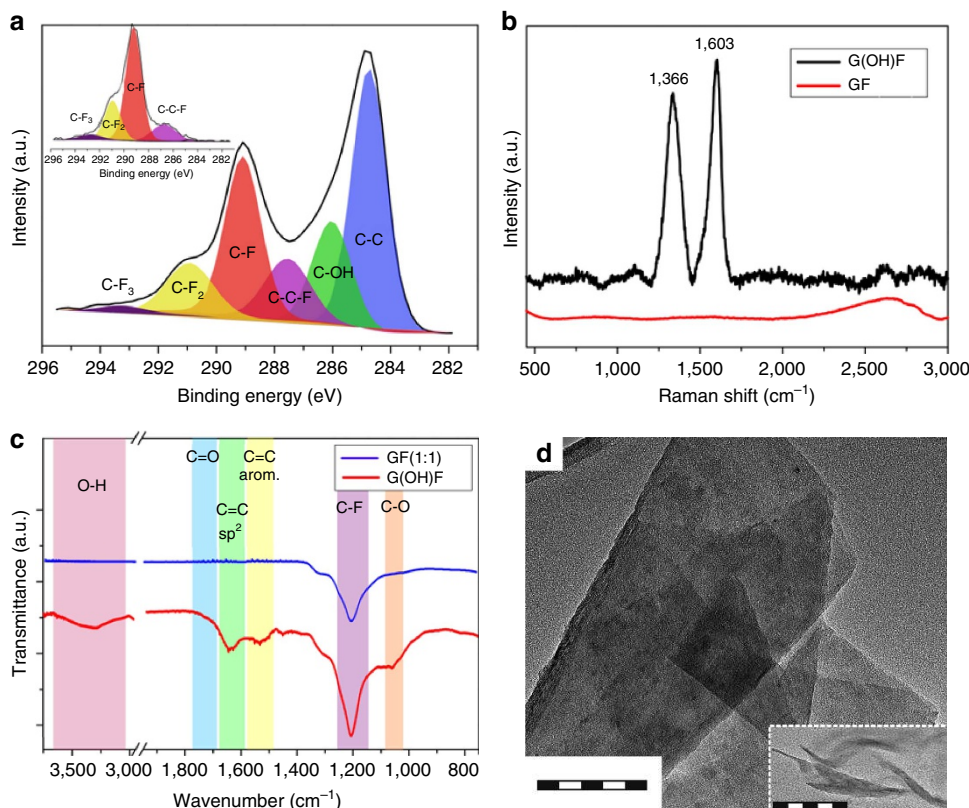 a
C-F
C-C-F
C-F₃
C-F₂
296 294 292 290 288 286 284 282
Binding energy (eV)
C-C
C-F
C-OH
C-F₂
C-F₃
C-C-F
Intensity (a.u.)
296 294 292 290 288 286 284 282
Binding energy (eV)
b
1,603
1,366
G(OH)F
GF
Intensity (a.u.)
500 1,000 1,500 2,000 2,500 3,000
Raman shift (cm⁻¹)
c
C=O
C=C
arom.
GF(1:1)
G(OH)F
O-H
C=C
sp²
C-F
C-O
Transmittance (a.u.)
3,500 3,000 1,800 1,600 1,400 1,200 1,000 800
Wavenumber (cm⁻¹)
d